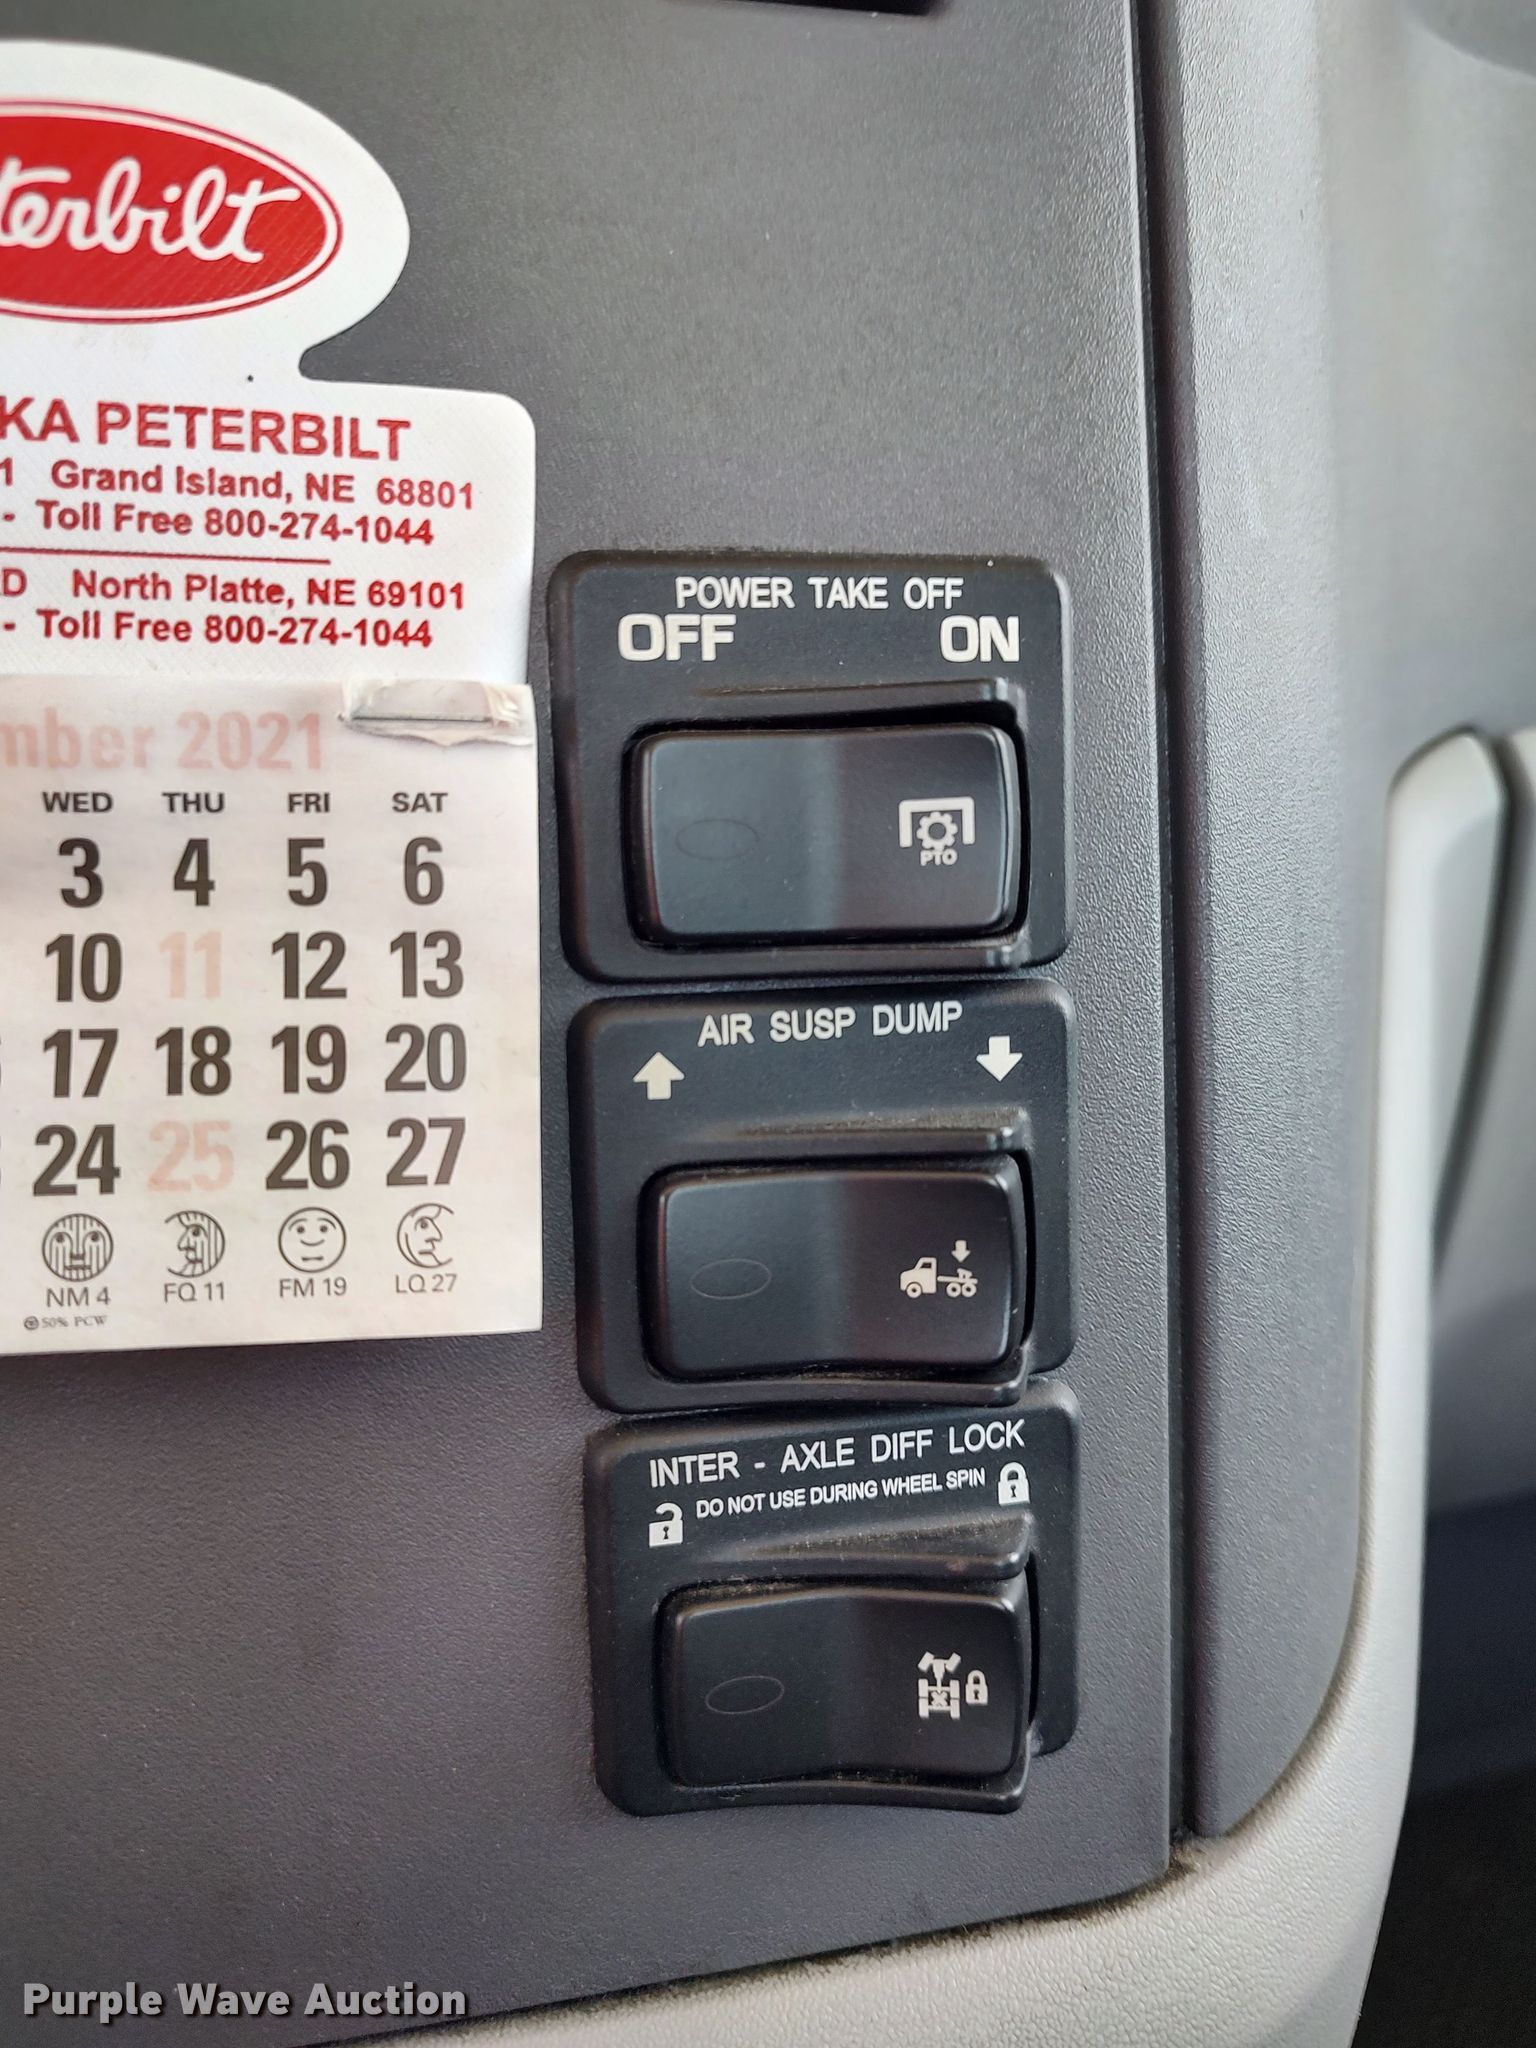 terbilt
KA PETERBILT
1 Grand Island, NE 68801
- Toll Free 800-274-1044
D North Platte, NE 69101
- Toll Free 800-274-1044
mber 2021
WED THU FRI SAT
3 4 5 6
10 11 12 13
17 18 19 20
24 25 26 27
NM 4 FQ 11 FM 19 LQ 27
50% PCW
POWER TAKE OFF
OFF ON
PTO
AIR SUSP DUMP
INTER - AXLE DIFF LOCK
DO NOT USE DURING WHEEL SPIN
Purple Wave Auction